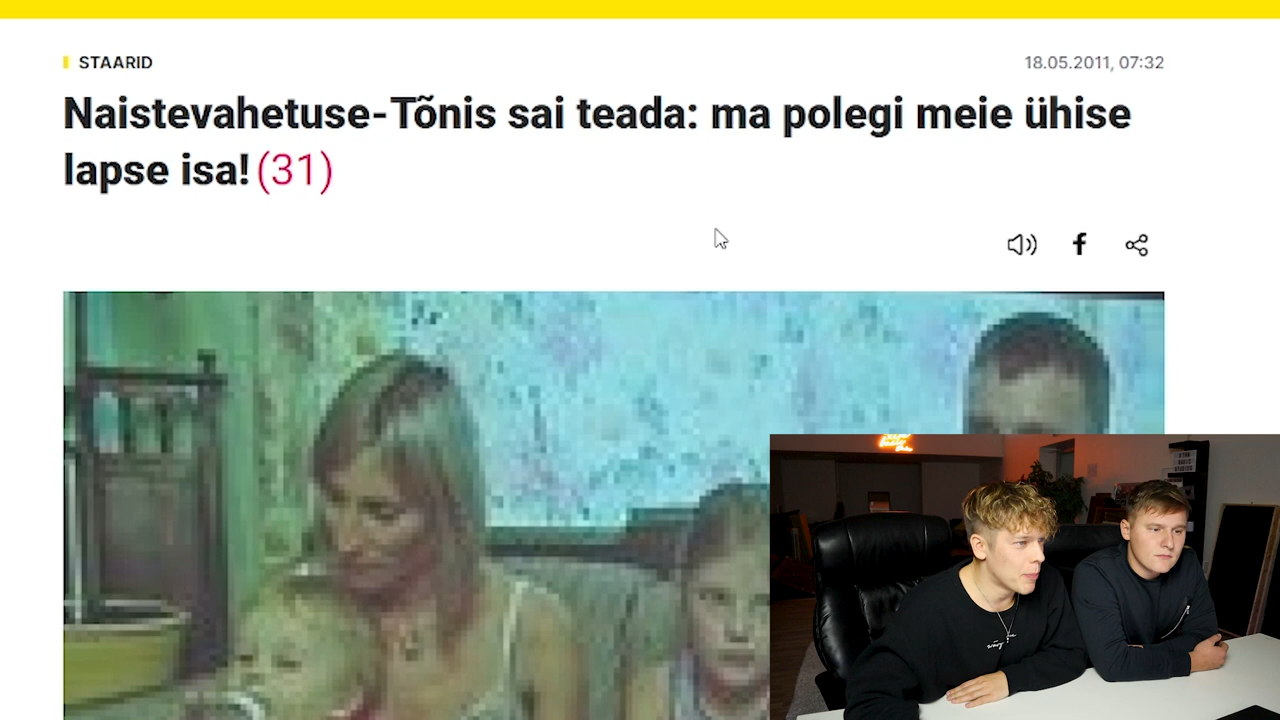 STAARID
18.05.2011, 07:32
Naistevahetuse-Tõnis sai teada: ma polegi meie ühise
lapse isa! (31)